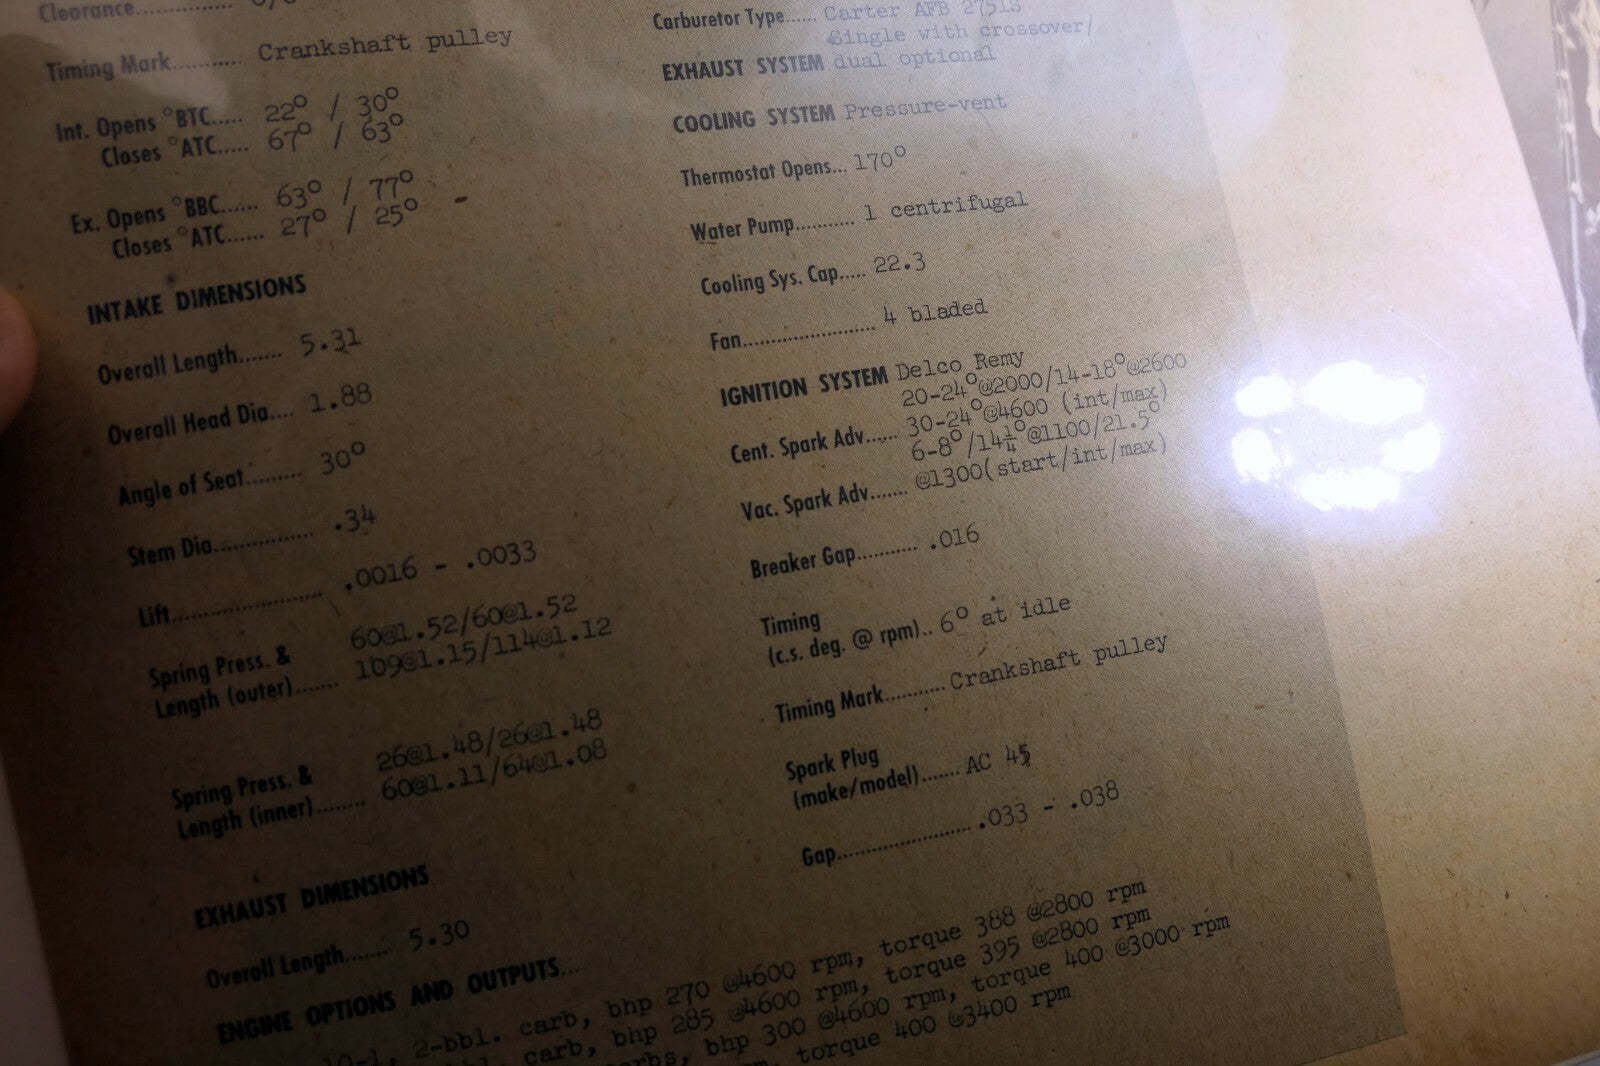 Clearance
Timing Mark........... Crankshaft pulley
Int. Opens °BTC..... 22° / 30°
Closes °ATC..... 67° / 63°
Ex. Opens °BBC...... 63° / 77°
Closes °ATC...... 27° / 25°
INTAKE DIMENSIONS
Overall Length....... 5.31
Overall Head Dia.... 1.88
Angle of Seat......... 30°
Stem Dia................ .34
Lift........................ .0016 - .0033
Spring Press. & 60@1.52/60@1.52
Length (outer)....... 109@1.15/114@1.12
Spring Press. & 26@1.48/26@1.48
Length (inner)........ 60@1.11/64@1.08
EXHAUST DIMENSIONS
Overall Length....... 5.30
ENGINE OPTIONS AND OUTPUTS...
10-1, 2-bbl. carb, bhp 270 @4600 rpm, torque 388 @2800 rpm
carb, bhp 285 @4600 rpm, torque 395 @2800 rpm
bhp 300 @4600 rpm, torque 400 @3000 rpm
torque 400 @3400 rpm
Carburetor Type...... Carter AFB 2751S
Single with crossover/
EXHAUST SYSTEM dual optional
COOLING SYSTEM Pressure-vent
Thermostat Opens... 170°
Water Pump........... 1 centrifugal
Cooling Sys. Cap..... 22.3
Fan........................ 4 bladed
IGNITION SYSTEM Delco Remy
20-24°@2000/14-18°@2600
Cent. Spark Adv...... 30-24°@4600 (int/max)
6-8°/14¼°@1100/21.5°
Vac. Spark Adv....... @1300(start/int/max)
Breaker Gap........... .016
Timing
(c.s. deg. @ rpm).. 6° at idle
Timing Mark........... Crankshaft pulley
Spark Plug
(make/model)....... AC 45
Gap........................ .033 - .038